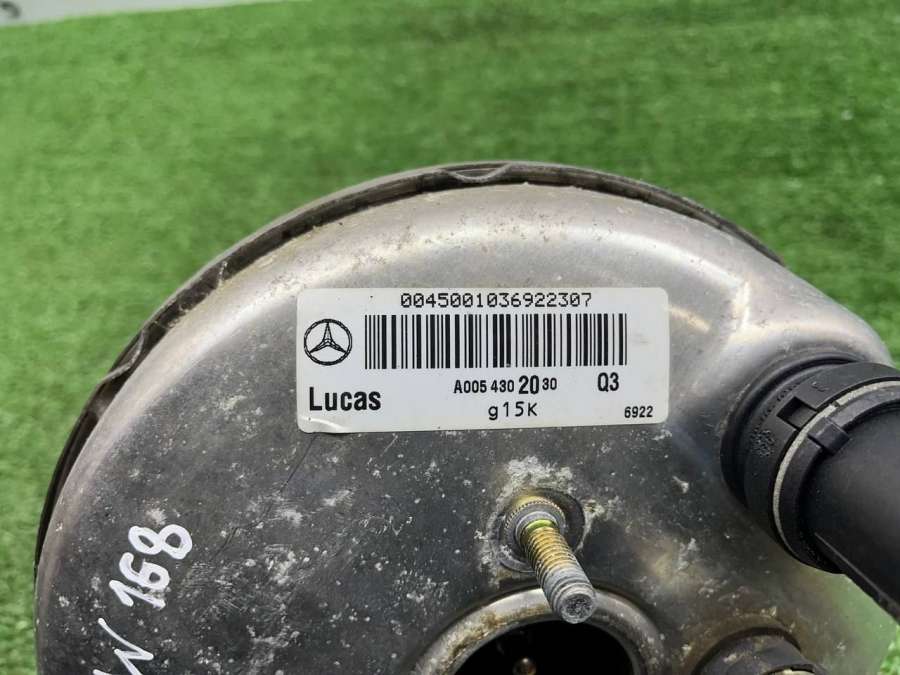 0045001036922307
Lucas
A005 430 20 30 Q3
g15K
6922
W 168